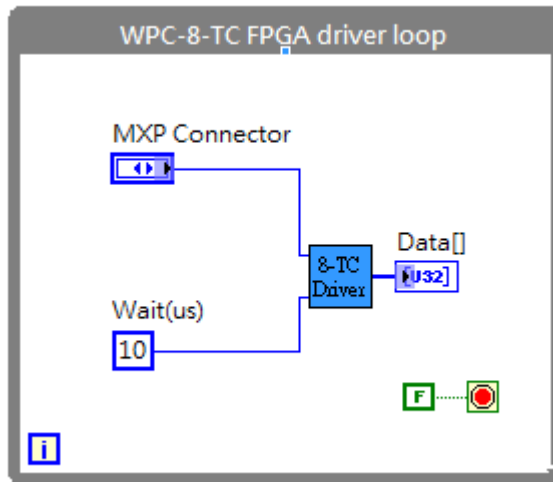 WPC-8-TC FPGA driver loop
MXP Connector
8-TC
Driver
Data[]
[U32]
Wait(us)
10
F
i